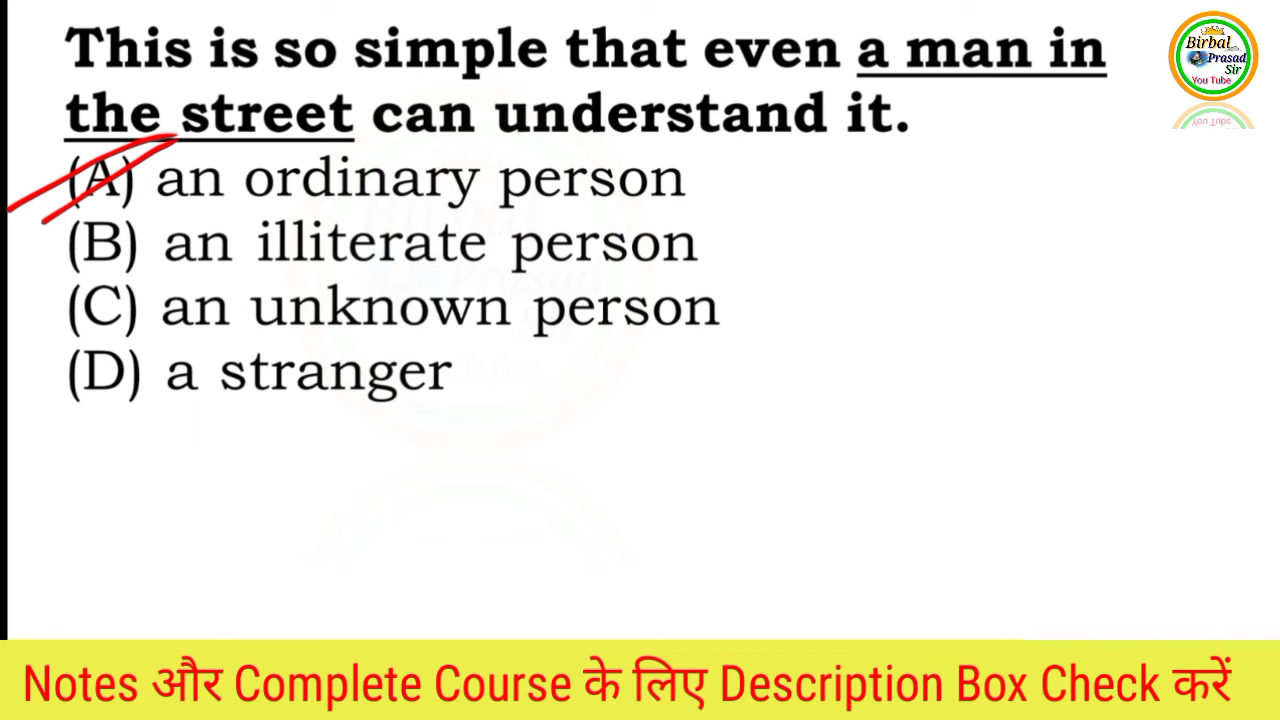 This is so simple that even a man in
the street can understand it.
(A) an ordinary person
(B) an illiterate person
(C) an unknown person
(D) a stranger
Birbal
Prasad
Sir
You Tube
Notes और Complete Course के लिए Description Box Check करें